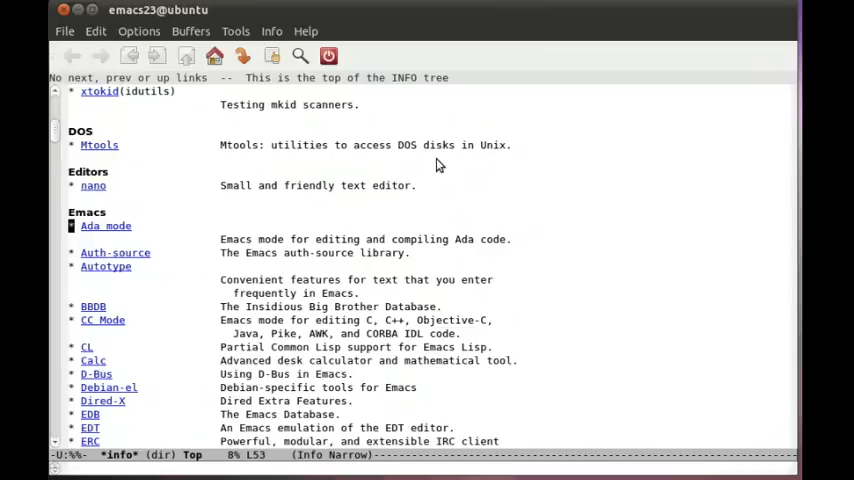 emacs23@ubuntu
File Edit Options Buffers Tools Info Help
No next, prev or up links  --  This is the top of the INFO tree
* xtokid(idutils)
Testing mkid scanners.
DOS
* Mtools Mtools: utilities to access DOS disks in Unix.
Editors
* nano Small and friendly text editor.
Emacs
* Ada mode
Emacs mode for editing and compiling Ada code.
* Auth-source The Emacs auth-source library.
* Autotype
Convenient features for text that you enter
frequently in Emacs.
* BBDB The Insidious Big Brother Database.
* CC Mode Emacs mode for editing C, C++, Objective-C,
Java, Pike, AWK, and CORBA IDL code.
* CL Partial Common Lisp support for Emacs Lisp.
* Calc Advanced desk calculator and mathematical tool.
* D-Bus Using D-Bus in Emacs.
* Debian-el Debian-specific tools for Emacs
* Dired-X Dired Extra Features.
* EDB The Emacs Database.
* EDT An Emacs emulation of the EDT editor.
* ERC Powerful, modular, and extensible IRC client
-U:%%-  *info* (dir) Top    8% L53    (Info Narrow)--------------------------------------------------